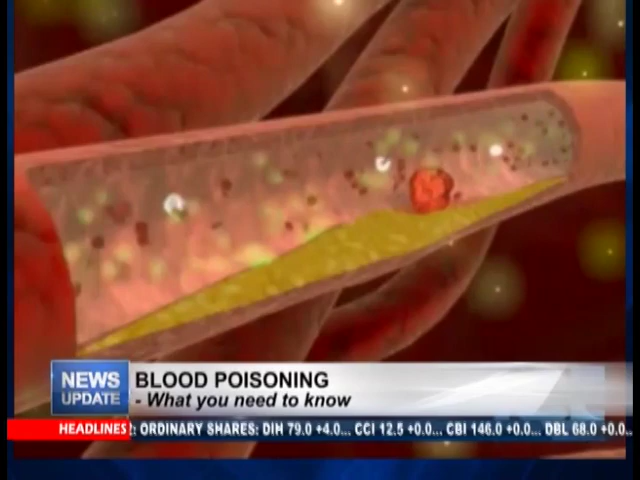 NEWS UPDATE
BLOOD POISONING
- What you need to know
HEADLINES
2: ORDINARY SHARES: DIH 79.0 +4.0... CCI 12.5 +0.0... CBI 146.0 +0.0... DBL 68.0 +0.0..